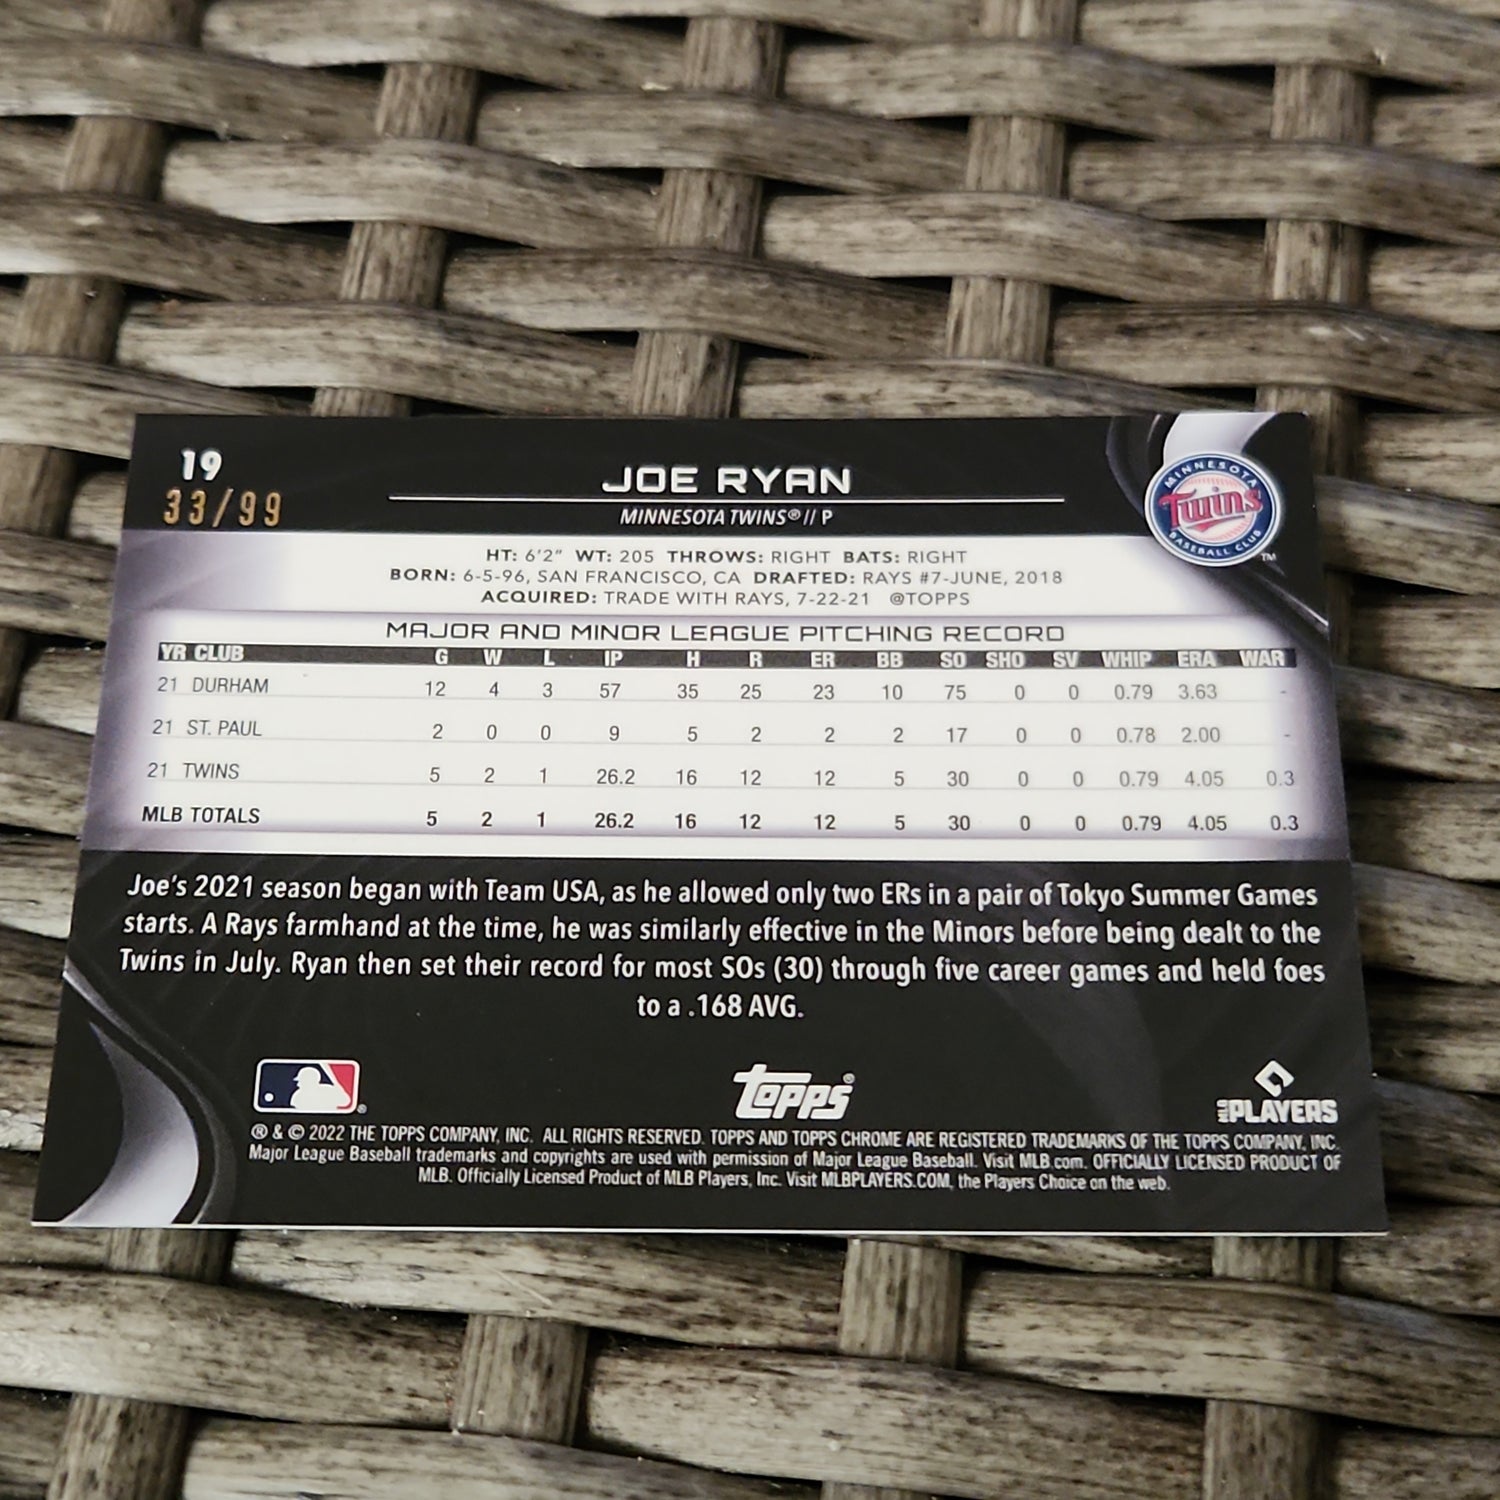 19
33/99
JOE RYAN
MINNESOTA TWINS® // P
MINNESOTA
Twins
BASEBALL CLUB
™
HT: 6'2" WT: 205 THROWS: RIGHT BATS: RIGHT
BORN: 6-5-96, SAN FRANCISCO, CA DRAFTED: RAYS #7-JUNE, 2018
ACQUIRED: TRADE WITH RAYS, 7-22-21 @TOPPS
MAJOR AND MINOR LEAGUE PITCHING RECORD
YR CLUB G W L IP H R ER BB SO SHO SV WHIP ERA WAR
21 DURHAM 12 4 3 57 35 25 23 10 75 0 0 0.79 3.63 -
21 ST. PAUL 2 0 0 9 5 2 2 2 17 0 0 0.78 2.00 -
21 TWINS 5 2 1 26.2 16 12 12 5 30 0 0 0.79 4.05 0.3
MLB TOTALS 5 2 1 26.2 16 12 12 5 30 0 0 0.79 4.05 0.3
Joe's 2021 season began with Team USA, as he allowed only two ERs in a pair of Tokyo Summer Games
starts. A Rays farmhand at the time, he was similarly effective in the Minors before being dealt to the
Twins in July. Ryan then set their record for most SOs (30) through five career games and held foes
to a .168 AVG.
®
Topps®
MLB PLAYERS
® & © 2022 THE TOPPS COMPANY, INC. ALL RIGHTS RESERVED. TOPPS AND TOPPS CHROME ARE REGISTERED TRADEMARKS OF THE TOPPS COMPANY, INC.
Major League Baseball trademarks and copyrights are used with permission of Major League Baseball. Visit MLB.com. OFFICIALLY LICENSED PRODUCT OF
MLB. Officially Licensed Product of MLB Players, Inc. Visit MLBPLAYERS.COM, the Players Choice on the web.